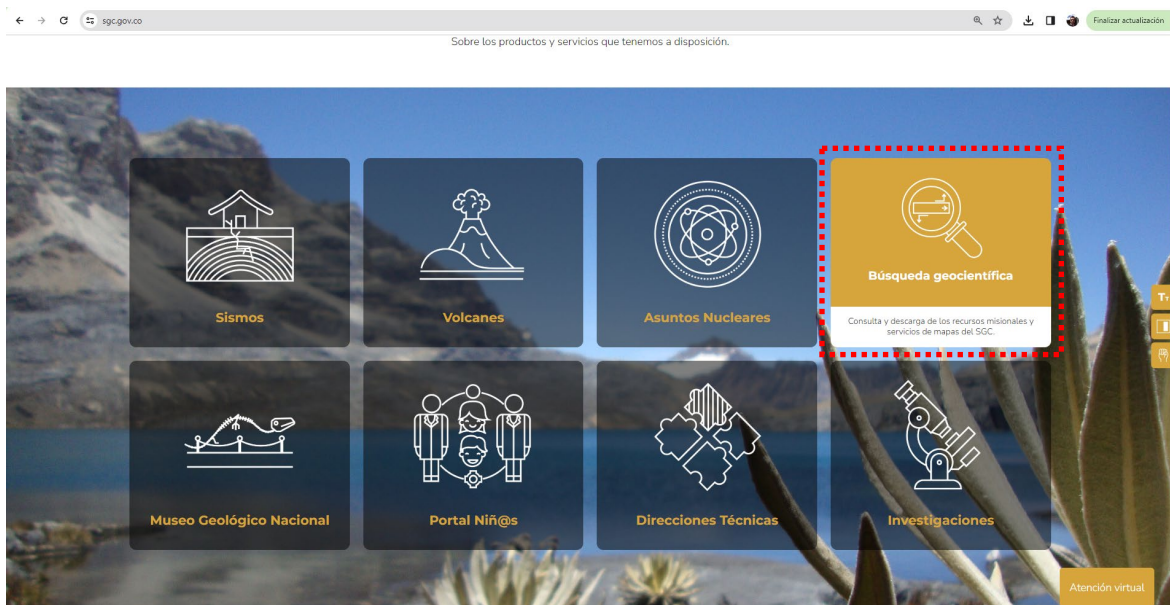 sgc.gov.co
Finalizar actualización
Sobre los productos y servicios que tenemos a disposición.
Sismos
Volcanes
Asuntos Nucleares
Búsqueda geocientífica
Consulta y descarga de los recursos misionales y
servicios de mapas del SGC.
Museo Geológico Nacional
Portal Niñ@s
Direcciones Técnicas
Investigaciones
TT
Atención virtual